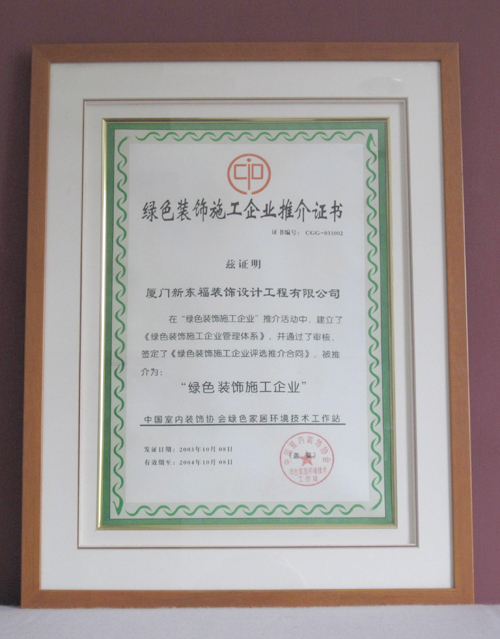 绿色装饰施工企业推介证书
证书编号: CGG-031002
兹证明
厦门新东福装饰设计工程有限公司
在“绿色装饰施工企业”推介活动中, 建立了
《绿色装饰施工企业管理体系》, 并通过了审核,
签定了《绿色装饰施工企业评选推介合同》, 被推
介为:
“绿色装饰施工企业”
中国室内装饰协会绿色家居环境技术工作站
发证日期: 2003年10月08日
有效期至: 2004年10月08日